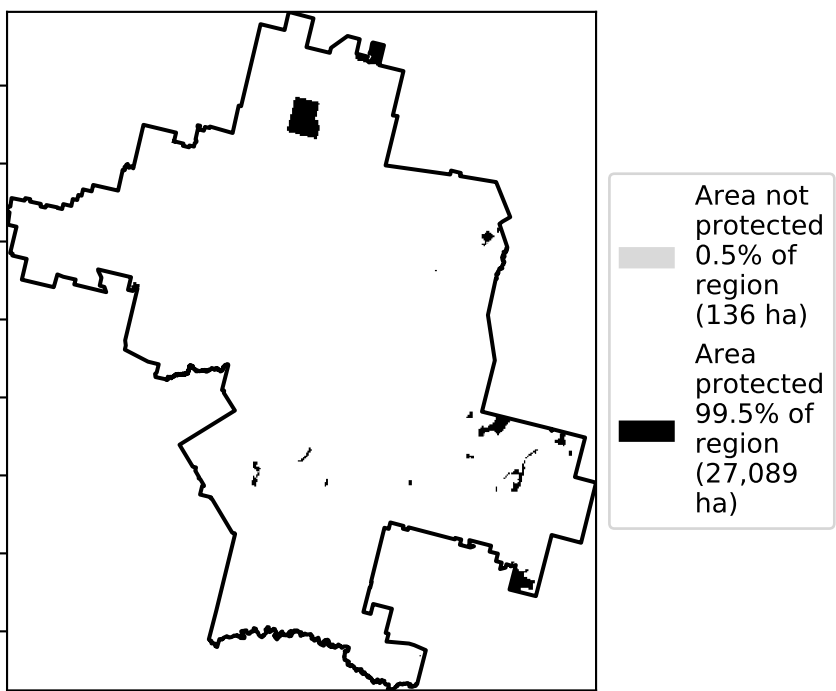 Area not
protected
0.5% of
region
(136 ha)
Area
protected
99.5% of
region
(27,089
ha)